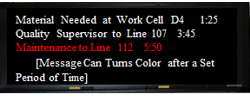 Material Needed at Work Cell D4 1:25
Quality Supervisor to Line 107 3:45
Maintenance to Line 112 5:50
[Message Can Turns Color after a Set
Period of Time]